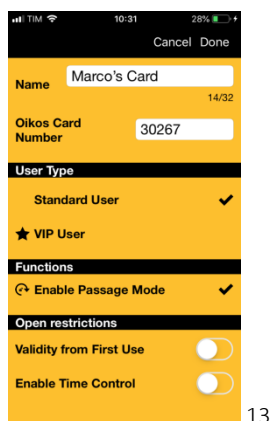 TIM 10:31 28%
Cancel Done
Name Marco's Card
14/32
Oikos Card
Number 30267
User Type
Standard User
VIP User
Functions
Enable Passage Mode
Open restrictions
Validity from First Use
Enable Time Control
13